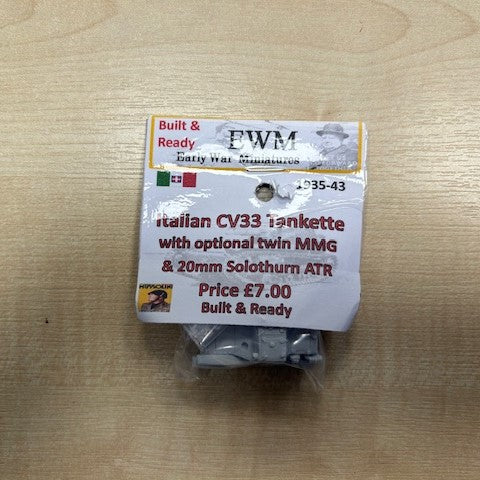 Built &
Ready
EWM
Early War Miniatures
1935-43
Italian CV33 Tankette
with optional twin MMG
& 20mm Solothurn ATR
Price £7.00
Built & Ready